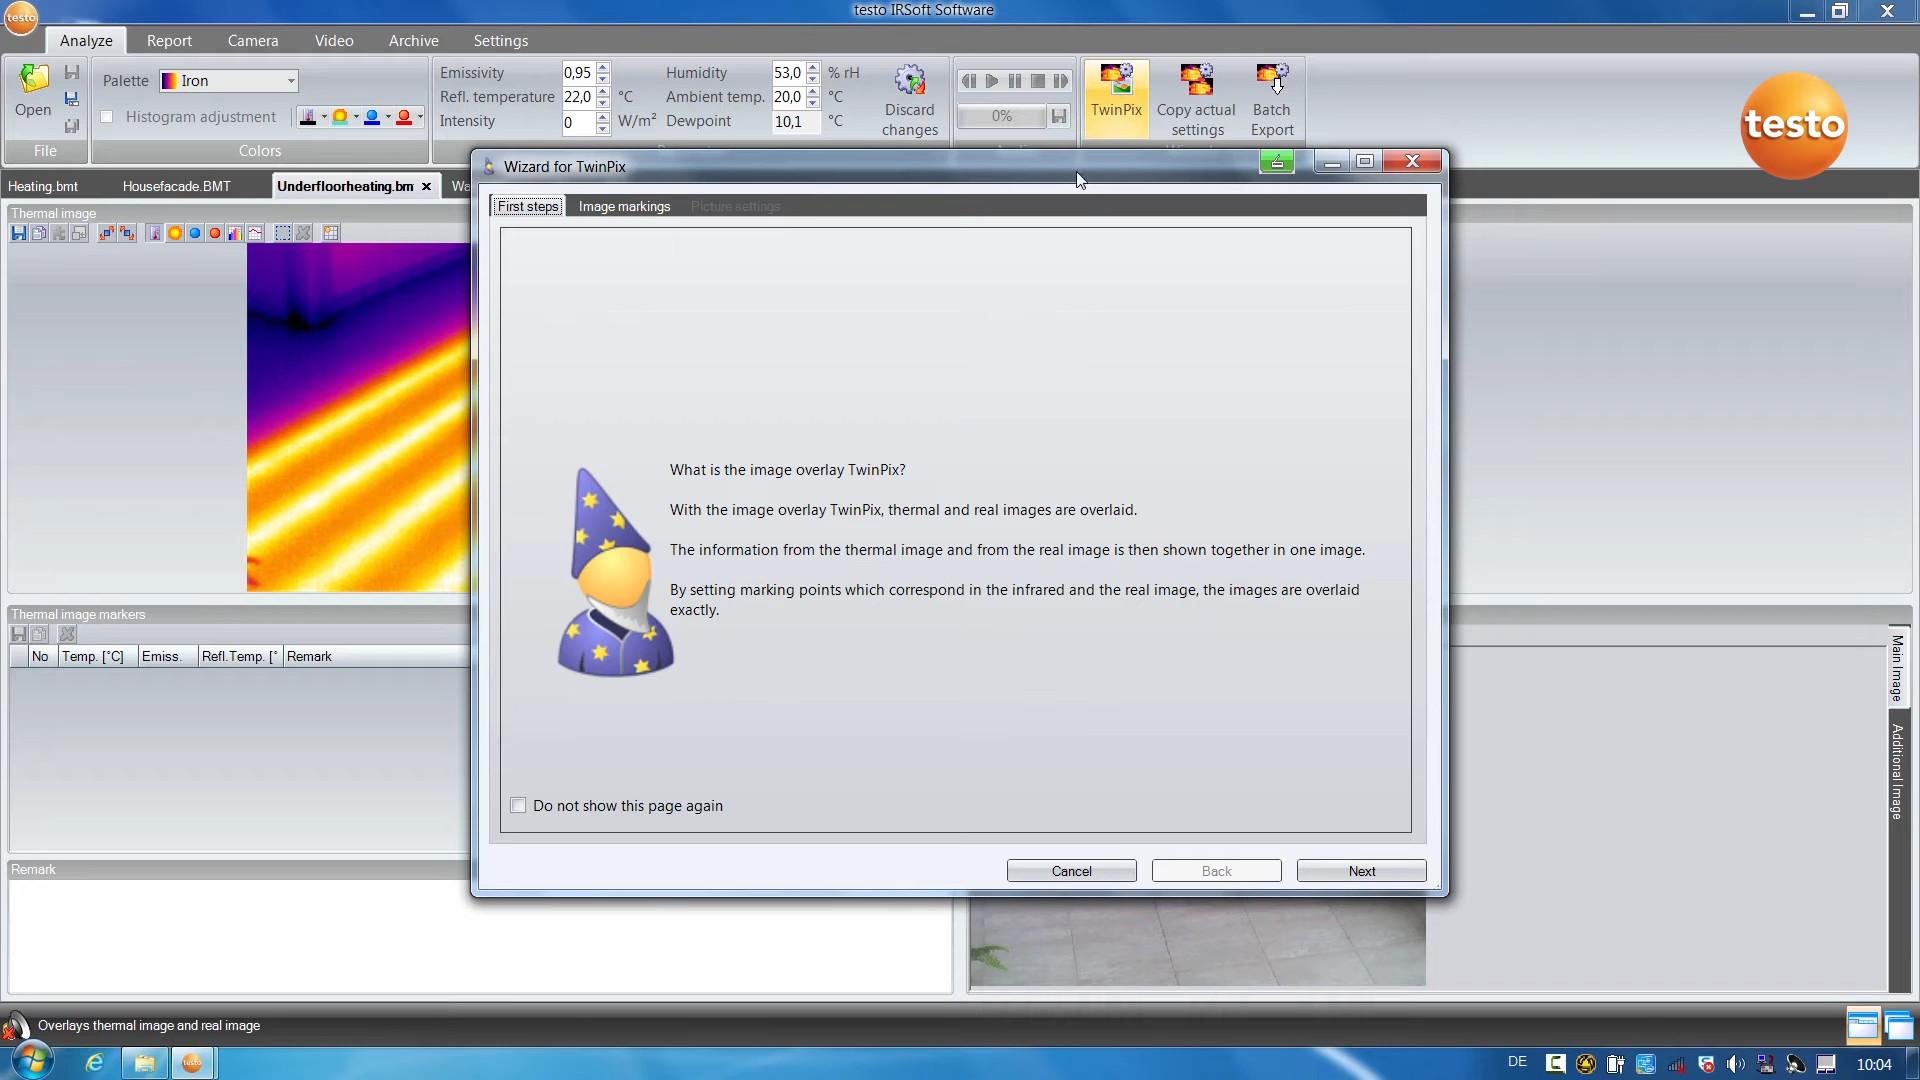 testo
testo IRSoft Software
Analyze
Report
Camera
Video
Archive
Settings
Open
File
Palette
Iron
Histogram adjustment
Colors
Emissivity 0,95
Refl. temperature 22,0 °C
Intensity 0 W/m²
Humidity 53,0 % rH
Ambient temp. 20,0 °C
Dewpoint 10,1 °C
Discard
changes
0%
TwinPix
Copy actual
settings
Batch
Export
testo
Heating.bmt
Housefacade.BMT
Underfloorheating.bm
Wa
Thermal image
Wizard for TwinPix
First steps
Image markings
Picture settings
What is the image overlay TwinPix?
With the image overlay TwinPix, thermal and real images are overlaid.
The information from the thermal image and from the real image is then shown together in one image.
By setting marking points which correspond in the infrared and the real image, the images are overlaid
exactly.
Do not show this page again
Cancel
Back
Next
Thermal image markers
No Temp. [°C] Emiss. Refl.Temp. [° Remark
Remark
Main Image
Additional Image
Overlays thermal image and real image
testo
DE
10:04